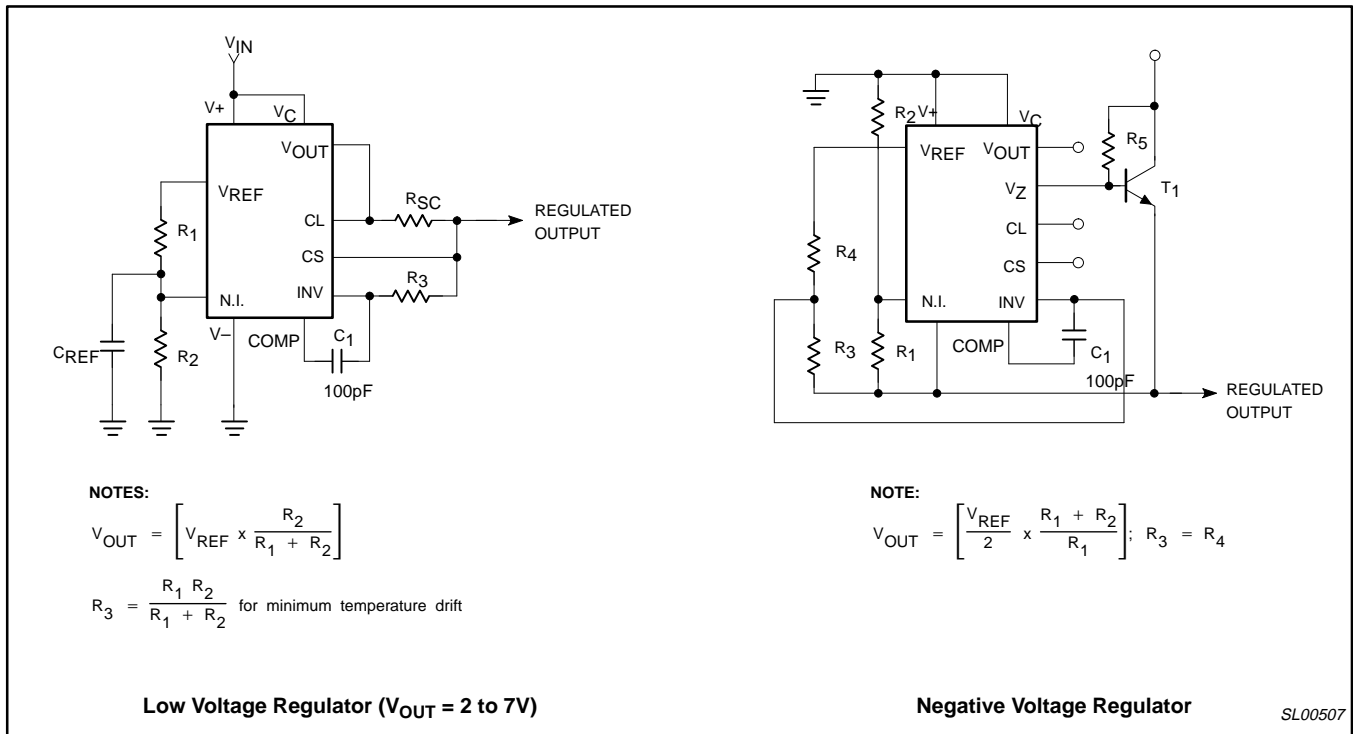 VIN
V+
VC
VOUT
VREF
RSC
CL
REGULATED
OUTPUT
R1
CS
R3
INV
N.I.
V–
COMP
C1
CREF
R2
100pF
NOTES:
VOUT = [VREF x R2 / R1 + R2]
R3 = R1 R2 / R1 + R2 for minimum temperature drift
Low Voltage Regulator (VOUT = 2 to 7V)
R2
V+
VC
VREF
VOUT
R5
VZ
T1
CL
R4
CS
N.I.
INV
R3
R1
COMP
C1
100pF
REGULATED
OUTPUT
NOTE:
VOUT = [VREF / 2 x R1 + R2 / R1]; R3 = R4
Negative Voltage Regulator
SL00507